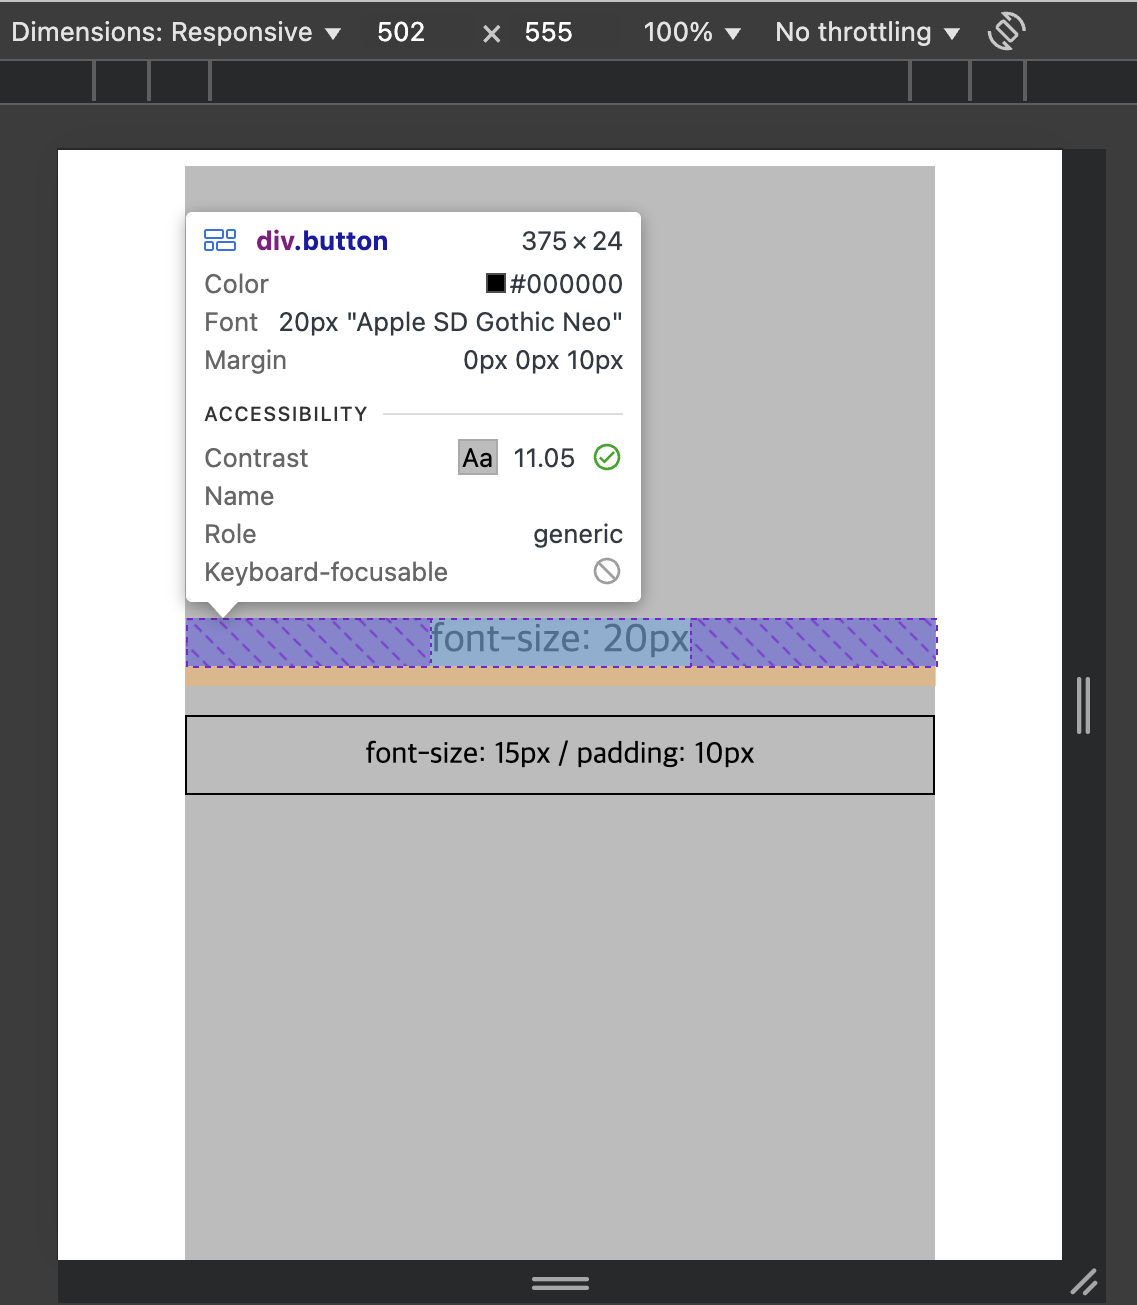 Dimensions: Responsive ▼ 502 × 555 100% ▼ No throttling ▼
div.button 375 × 24
Color #000000
Font 20px "Apple SD Gothic Neo"
Margin 0px 0px 10px
ACCESSIBILITY
Contrast Aa 11.05
Name
Role generic
Keyboard-focusable
font-size: 20px
font-size: 15px / padding: 10px